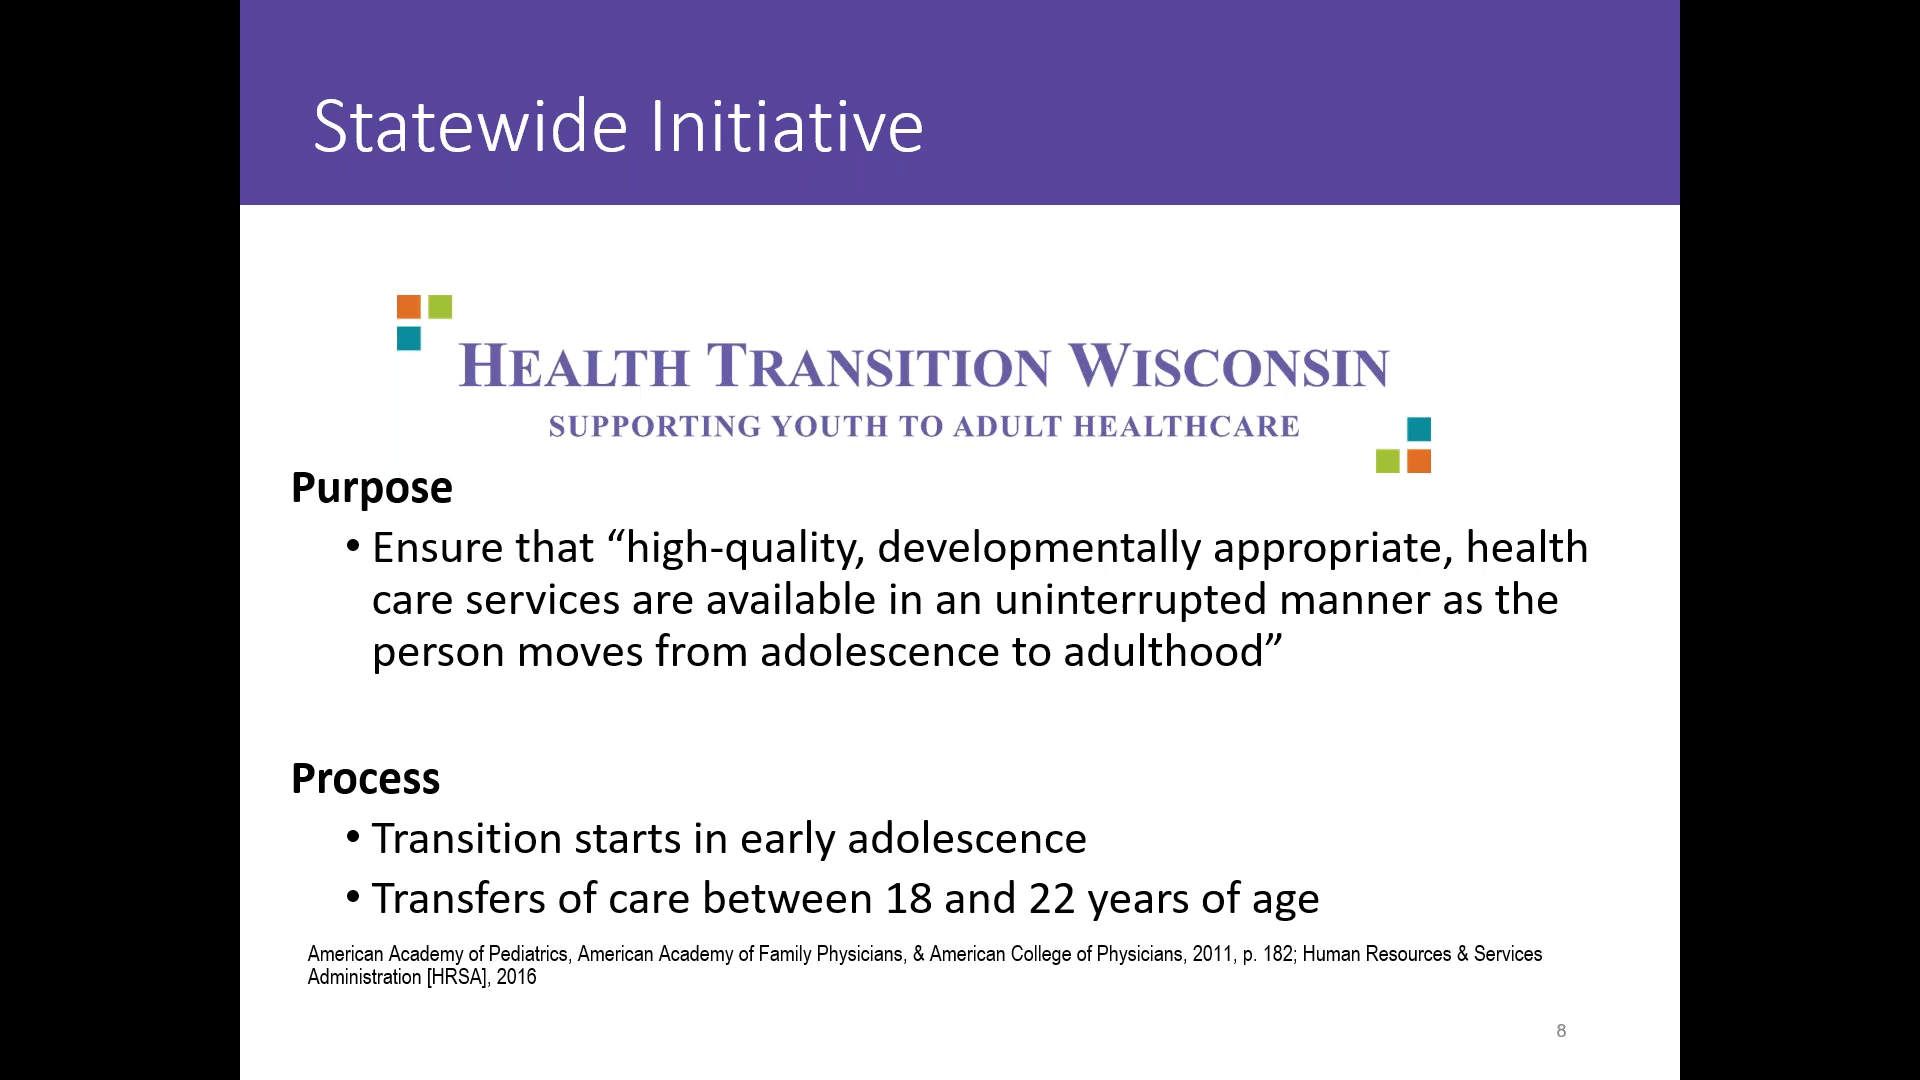 Statewide Initiative
HEALTH TRANSITION WISCONSIN
SUPPORTING YOUTH TO ADULT HEALTHCARE
Purpose
• Ensure that “high-quality, developmentally appropriate, health
care services are available in an uninterrupted manner as the
person moves from adolescence to adulthood”
Process
• Transition starts in early adolescence
• Transfers of care between 18 and 22 years of age
American Academy of Pediatrics, American Academy of Family Physicians, & American College of Physicians, 2011, p. 182; Human Resources & Services
Administration [HRSA], 2016
8